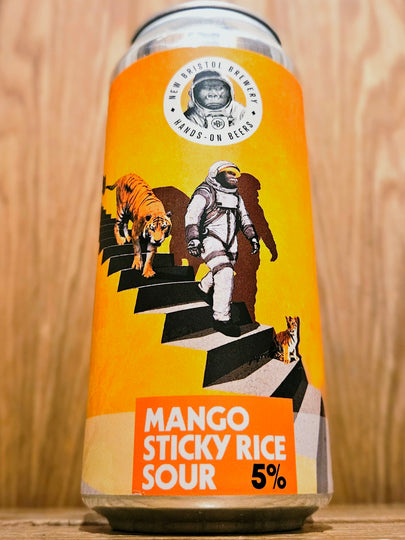 NEW BRISTOL BREWERY
HANDS-ON BEERS
MANGO
STICKY RICE
SOUR 5%